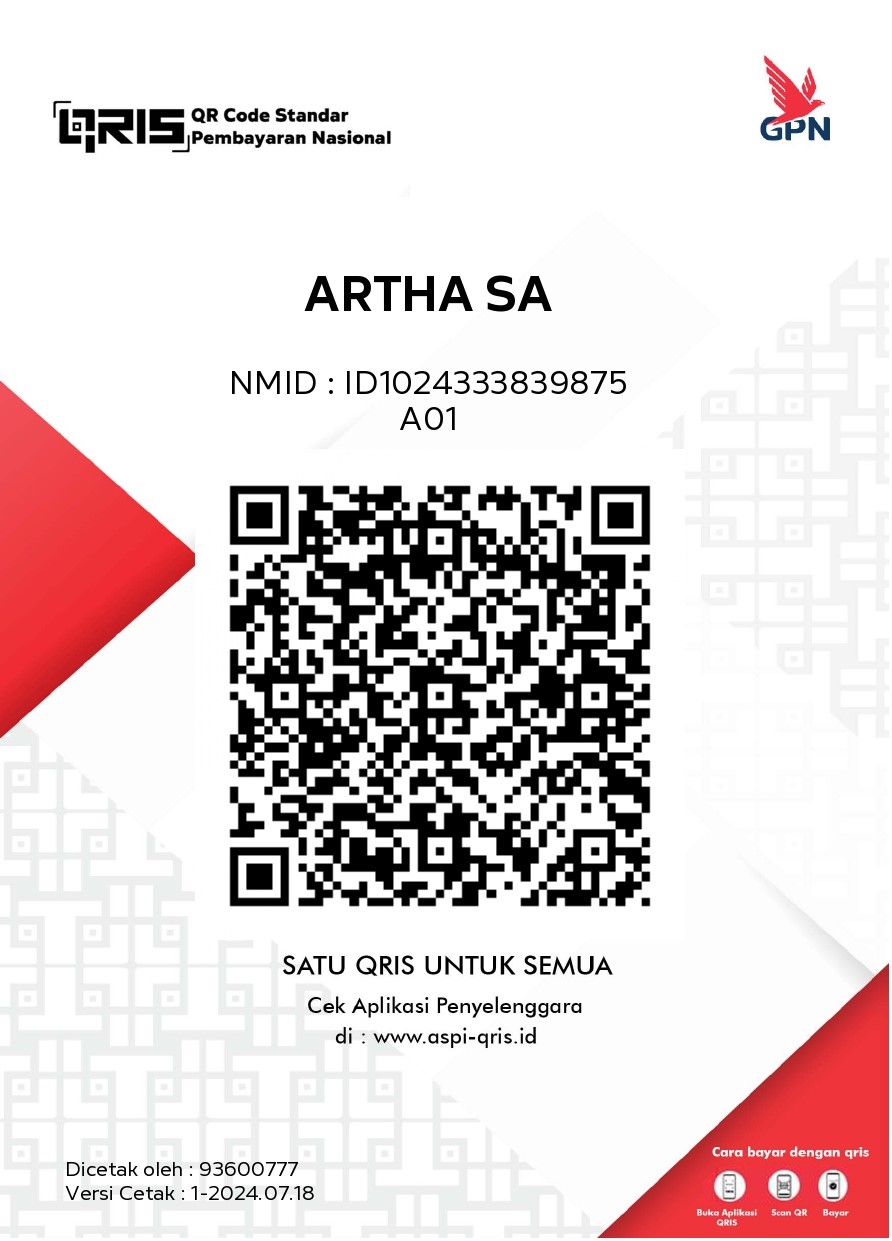 QRIS QR Code Standar
Pembayaran Nasional
GPN
ARTHA SA
NMID : ID1024333839875
A01
SATU QRIS UNTUK SEMUA
Cek Aplikasi Penyelenggara
di : www.aspi-qris.id
Cara bayar dengan qris
Buka Aplikasi
QRIS
Scan QR
Bayar
Dicetak oleh : 93600777
Versi Cetak : 1-2024.07.18